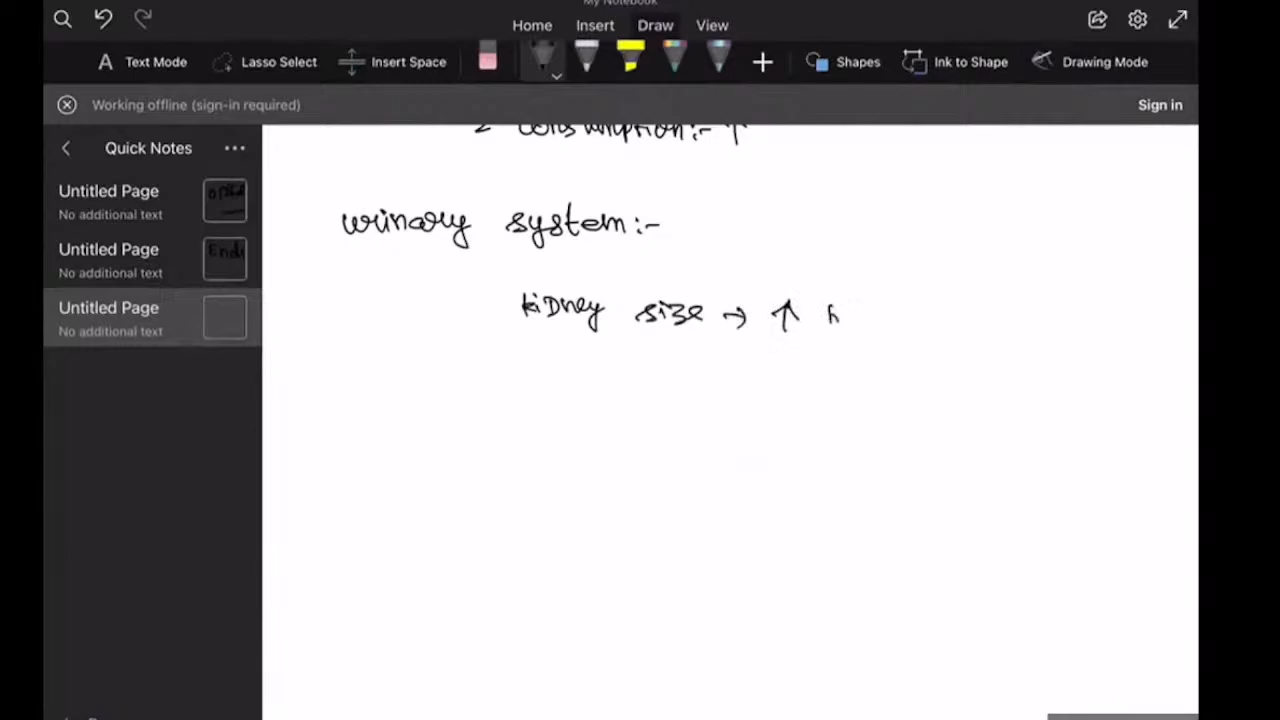 My Notebook
Home Insert Draw View
Text Mode Lasso Select Insert Space Shapes Ink to Shape Drawing Mode
Working offline (sign-in required) Sign in
Quick Notes
Untitled Page
No additional text
Untitled Page
No additional text
Untitled Page
No additional text
2 consumption:- ↑
urinary system:-
kidney size → ↑